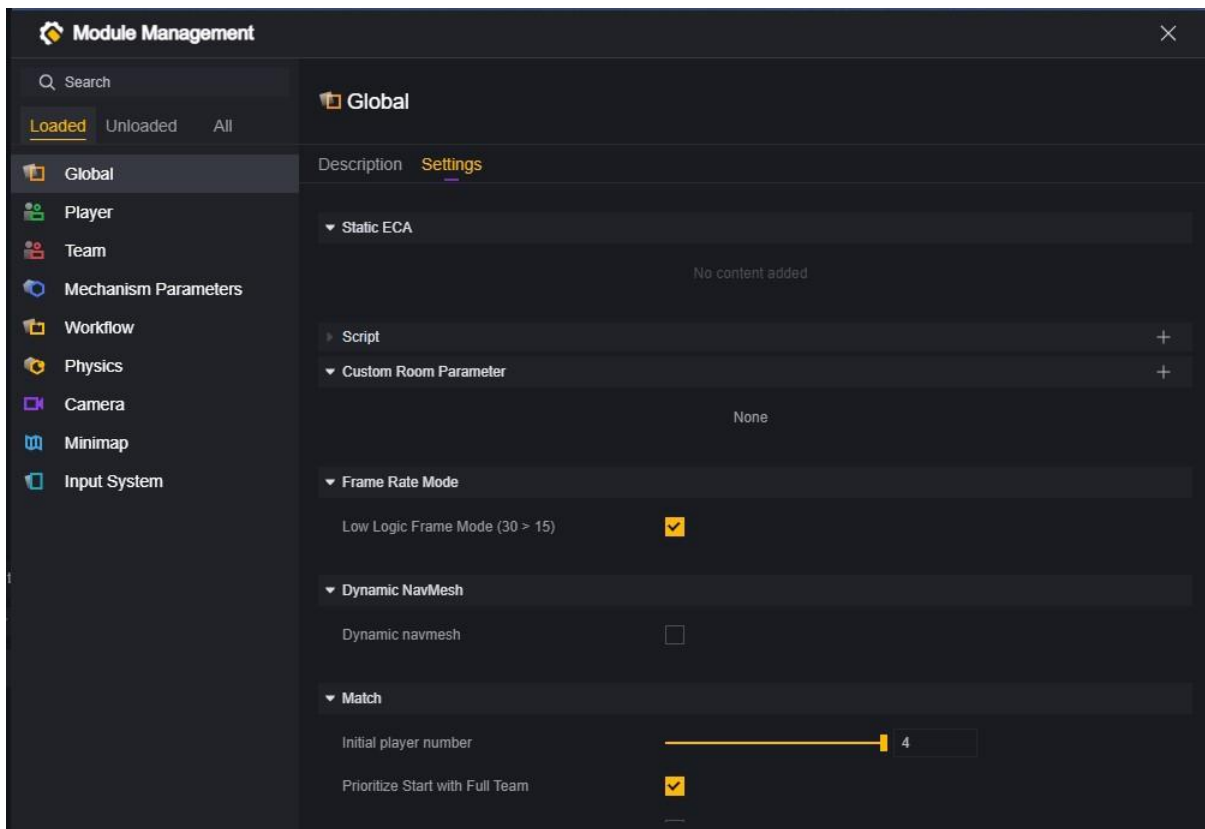 Module Management
Search
Loaded Unloaded All
Global
Player
Team
Mechanism Parameters
Workflow
Physics
Camera
Minimap
Input System
Global
Description Settings
Static ECA
No content added
Script
Custom Room Parameter
None
Frame Rate Mode
Low Logic Frame Mode (30 > 15)
Dynamic NavMesh
Dynamic navmesh
Match
Initial player number 4
Prioritize Start with Full Team